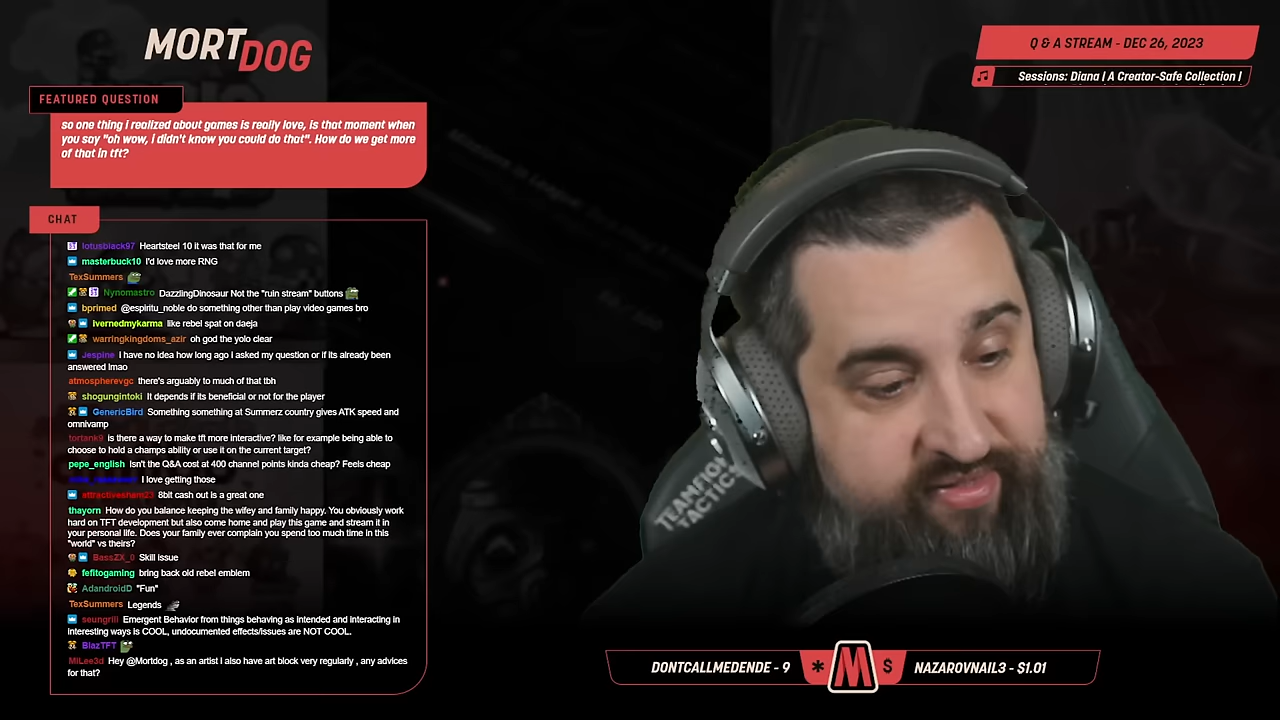 MORTDOG
Q & A STREAM - DEC 26, 2023
Sessions: Diana | A Creator-Safe Collection |
FEATURED QUESTION
so one thing i realized about games is really love, is that moment when
you say "oh wow, i didn't know you could do that". How do we get more
of that in tft?
CHAT
lotusblack97 Heartsteel 10 it was that for me
masterbuck10 I'd love more RNG
TexSummers
Nynomastro DazzlingDinosaur Not the "ruin stream" buttons
bprimed @espiritu_noble do something other than play video games bro
ivernedmykarma like rebel spat on daeja
warringkingdoms_azir oh god the yolo clear
Jespine i have no idea how long ago i asked my question or if its already been
answered lmao
atmospherevgc there's arguably to much of that tbh
shogungintoki It depends if its beneficial or not for the player
GenericBird Something something at Summerz country gives ATK speed and
omnivamp
tortank9 is there a way to make tft more interactive? like for example being able to
choose to hold a champs ability or use it on the current target?
pepe_english Isn't the Q&A cost at 400 channel points kinda cheap? Feels cheap
I love getting those
attractivesham23 8bit cash out is a great one
thayorn How do you balance keeping the wifey and family happy. You obviously work
hard on TFT development but also come home and play this game and stream it in
your personal life. Does your family ever complain you spend too much time in this
"world" vs theirs?
BassZX_0 Skill issue
fefitogaming bring back old rebel emblem
AdandroidD "Fun"
TexSummers Legends
seungrili Emergent Behavior from things behaving as intended and interacting in
interesting ways is COOL, undocumented effects/issues are NOT COOL.
BlazTFT
MiLee3d Hey @Mortdog , as an artist i also have art block very regularly , any advices
for that?
TEAMFIGHT
TACTICS
DONTCALLMEDENDE - 9
* M $
NAZAROVNAIL3 - $1.01